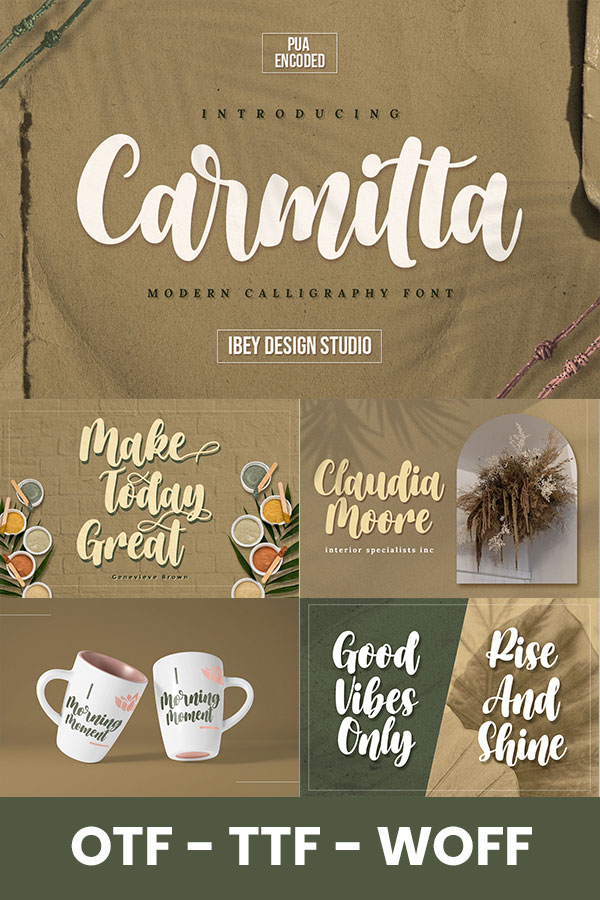 PUA
ENCODED
INTRODUCING
Carmitta
MODERN CALLIGRAPHY FONT
IBEY DESIGN STUDIO
Make
Today
Great
Genevieve Brown
Claudia
Moore
interior specialists inc
I
Morning
Moment
I
Morning
Moment
Good
Vibes
Only
Rise
And
Shine
OTF - TTF - WOFF